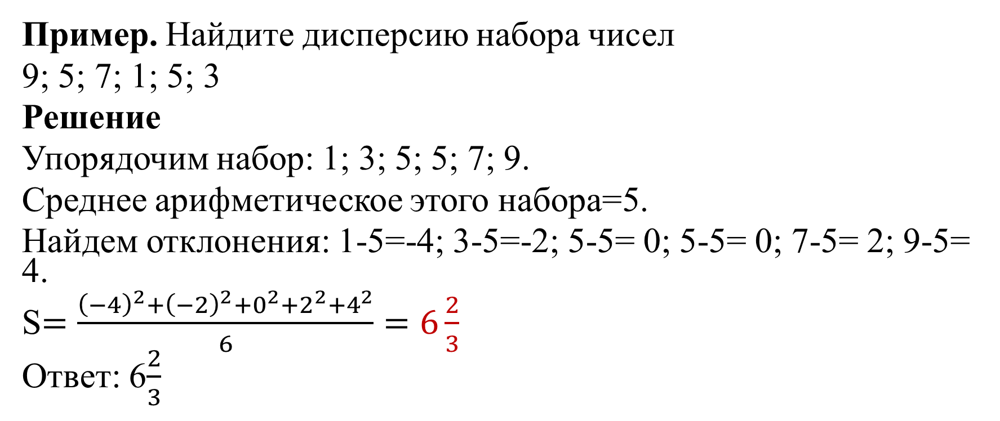 Пример. Найдите дисперсию набора чисел
9; 5; 7; 1; 5; 3
Решение
Упорядочим набор: 1; 3; 5; 5; 7; 9.
Среднее арифметическое этого набора=5.
Найдем отклонения: 1-5=-4; 3-5=-2; 5-5= 0; 5-5= 0; 7-5= 2; 9-5=
4.
S= \frac{(−4)^2+(−2)^2+0^2+2^2+4^2}{6} = 6\frac{2}{3}
Ответ: 6\frac{2}{3}